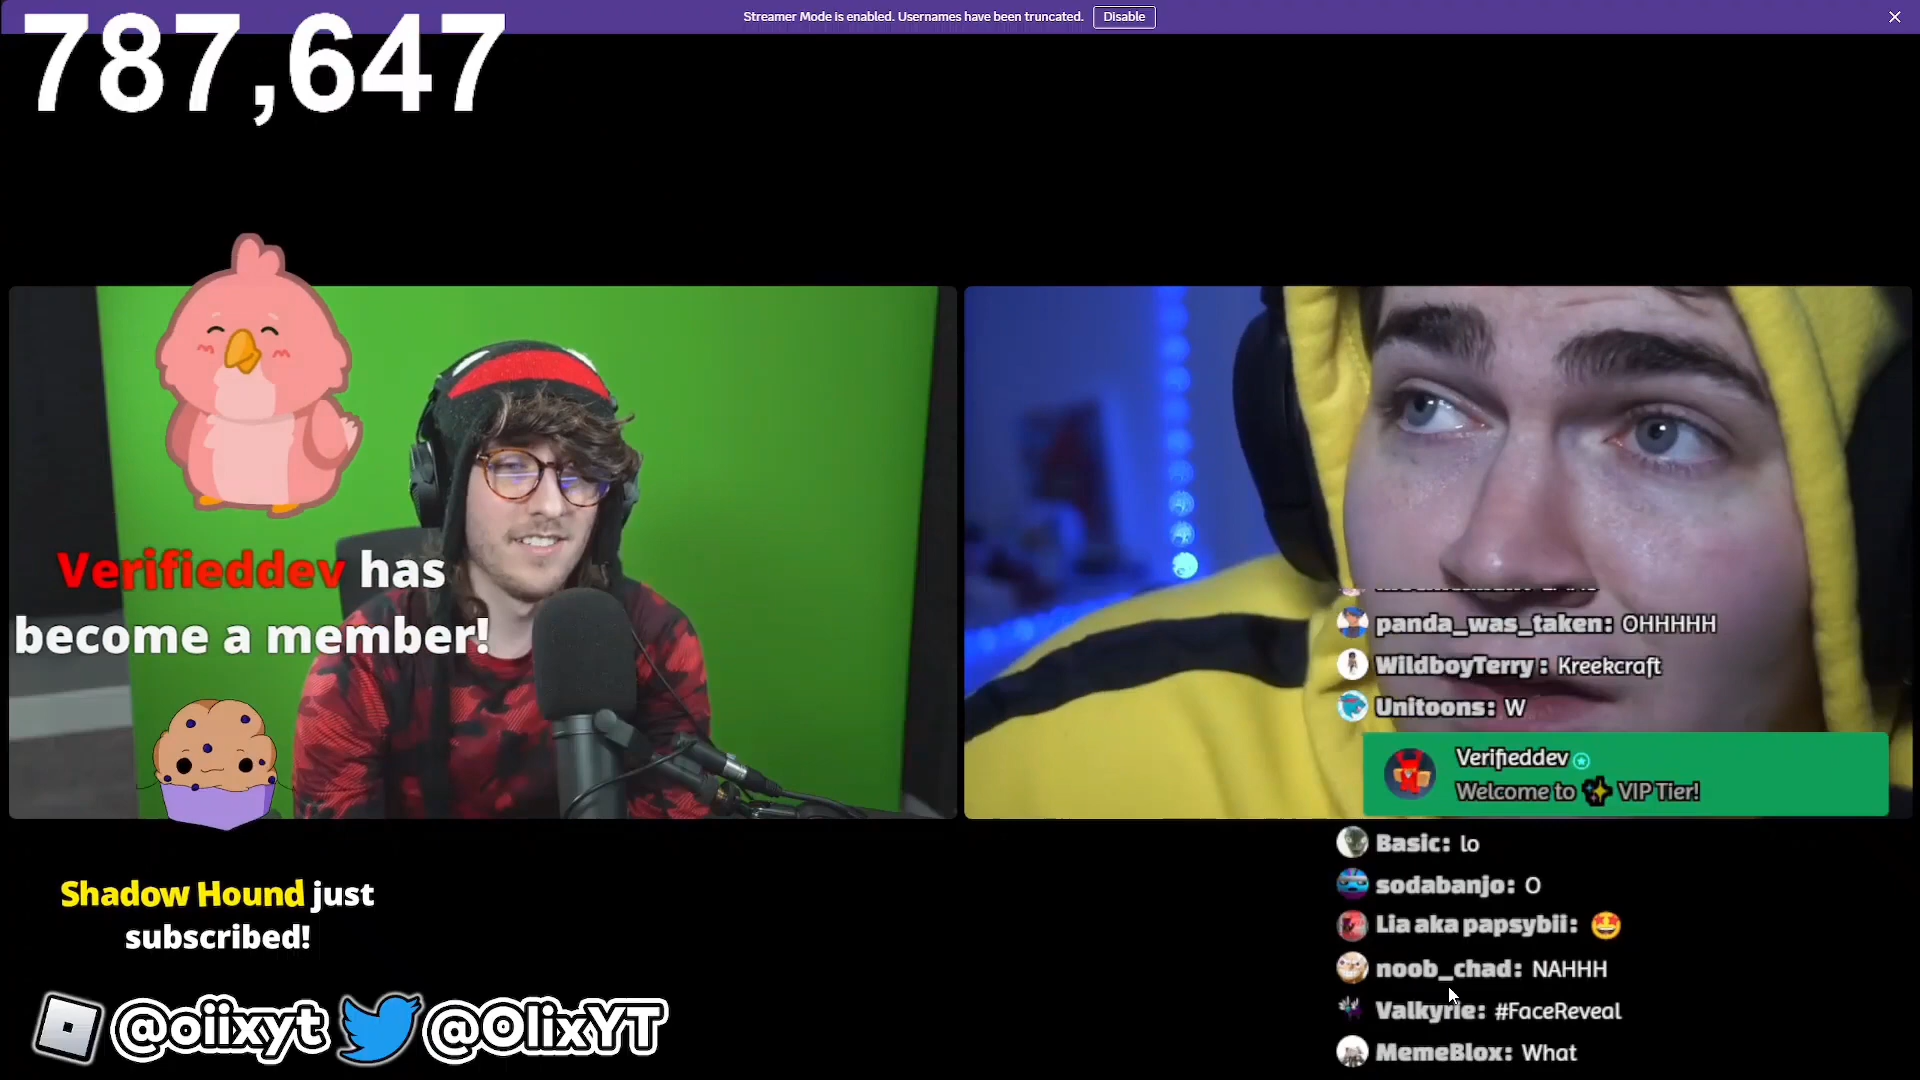 Streamer Mode is enabled. Usernames have been truncated. Disable
787,647
Verifieddev has
become a member!
panda_was_taken: OHHHHH
WildboyTerry : Kreekcraft
Unitoons: W
Verifieddev
Welcome to ✨ VIP Tier!
Basic: lo
sodabanjo: O
Lia aka papsybii: 🤩
noob_chad: NAHHH
Valkyrie: #FaceReveal
MemeBlox: What
Shadow Hound just
subscribed!
@oiixyt @OlixYT